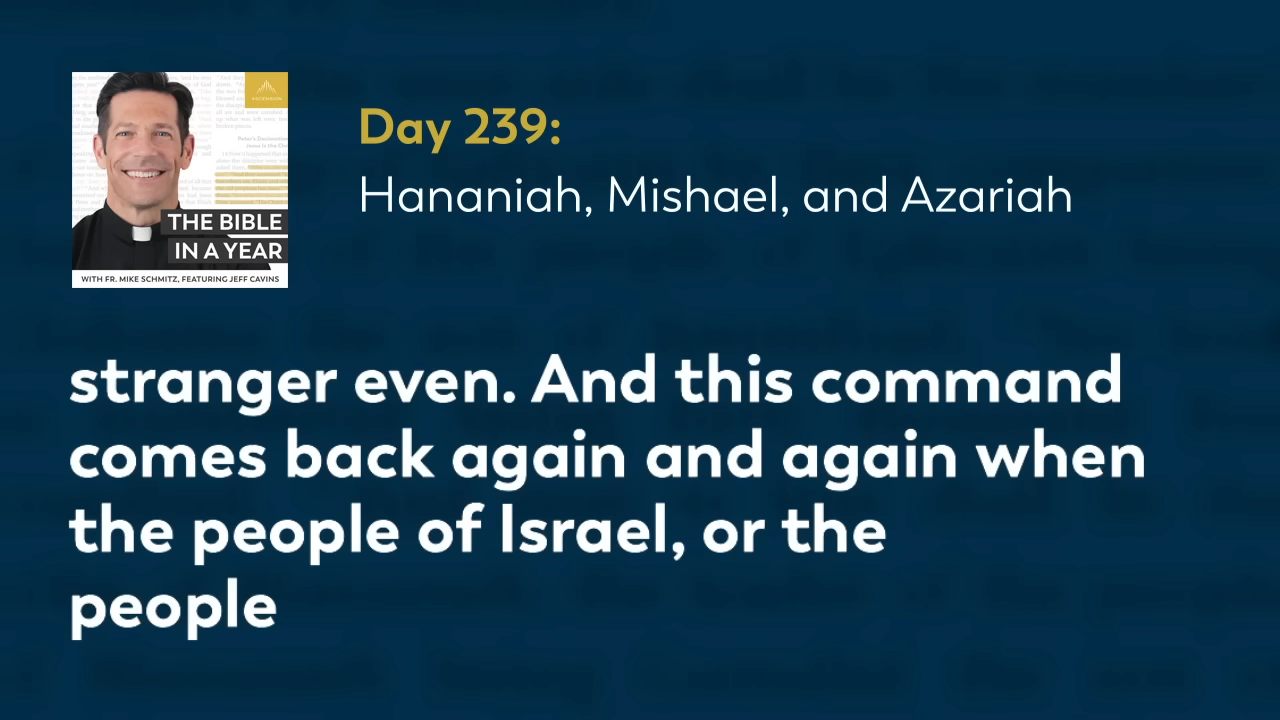 ASCENSION
THE BIBLE
IN A YEAR
WITH FR. MIKE SCHMITZ, FEATURING JEFF CAVINS
Day 239:
Hananiah, Mishael, and Azariah
stranger even. And this command
comes back again and again when
the people of Israel, or the
people